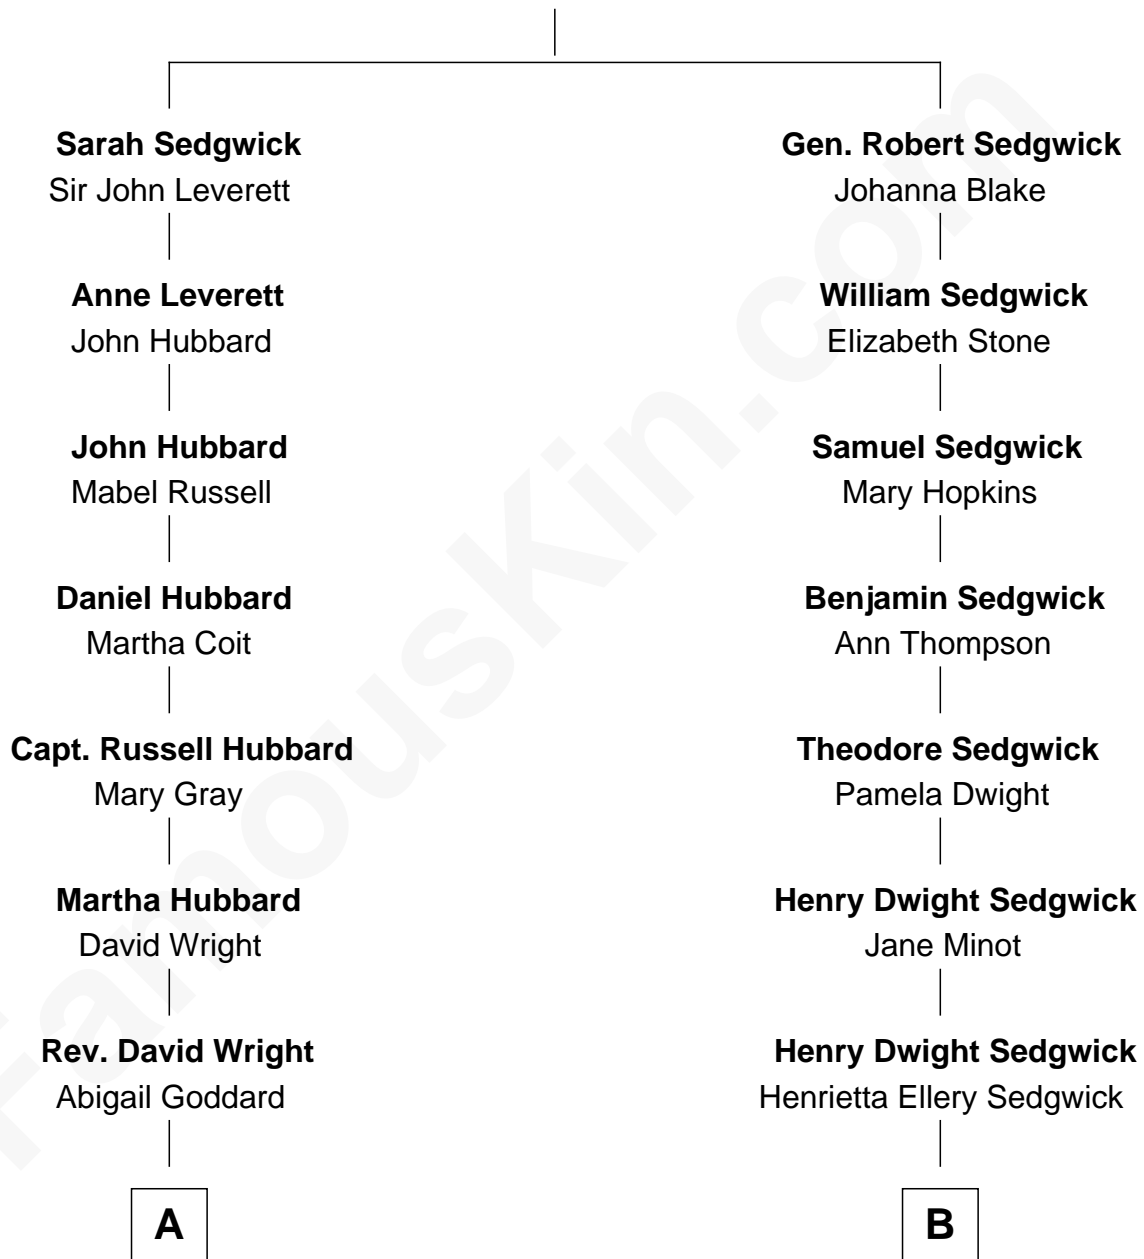 Sarah Sedgwick
Sir John Leverett
Anne Leverett
John Hubbard
John Hubbard
Mabel Russell
Daniel Hubbard
Martha Coit
Capt. Russell Hubbard
Mary Gray
Martha Hubbard
David Wright
Rev. David Wright
Abigail Goddard
A
Gen. Robert Sedgwick
Johanna Blake
William Sedgwick
Elizabeth Stone
Samuel Sedgwick
Mary Hopkins
Benjamin Sedgwick
Ann Thompson
Theodore Sedgwick
Pamela Dwight
Henry Dwight Sedgwick
Jane Minot
Henry Dwight Sedgwick
Henrietta Ellery Sedgwick
B
FamousKin.com